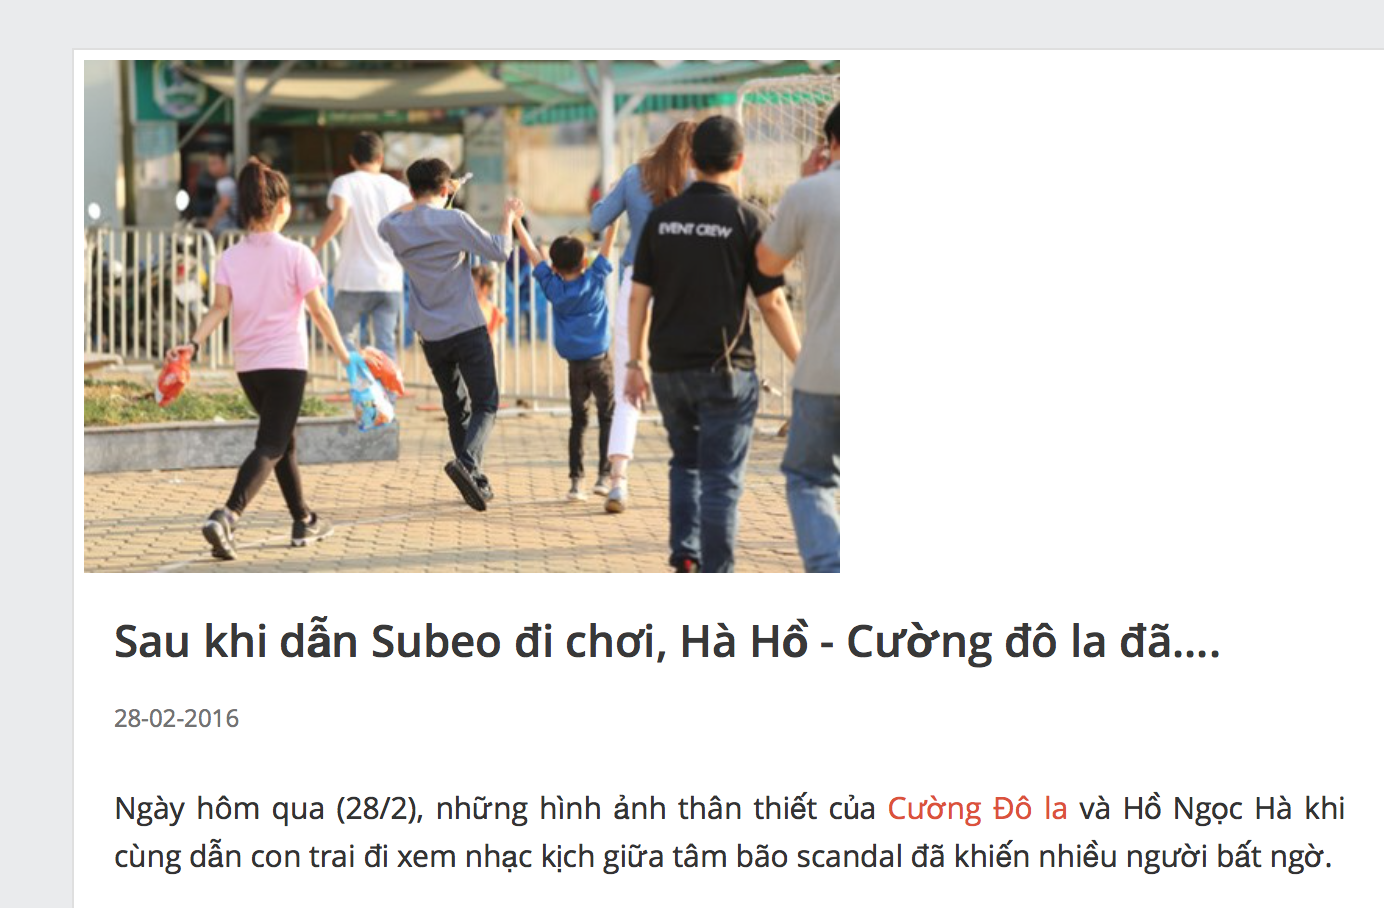 EVENT CREW
Sau khi dẫn Subeo đi chơi, Hà Hồ - Cường đô la đã....
28-02-2016
Ngày hôm qua (28/2), những hình ảnh thân thiết của Cường Đô la và Hồ Ngọc Hà khi
cùng dẫn con trai đi xem nhạc kịch giữa tâm bão scandal đã khiến nhiều người bất ngờ.